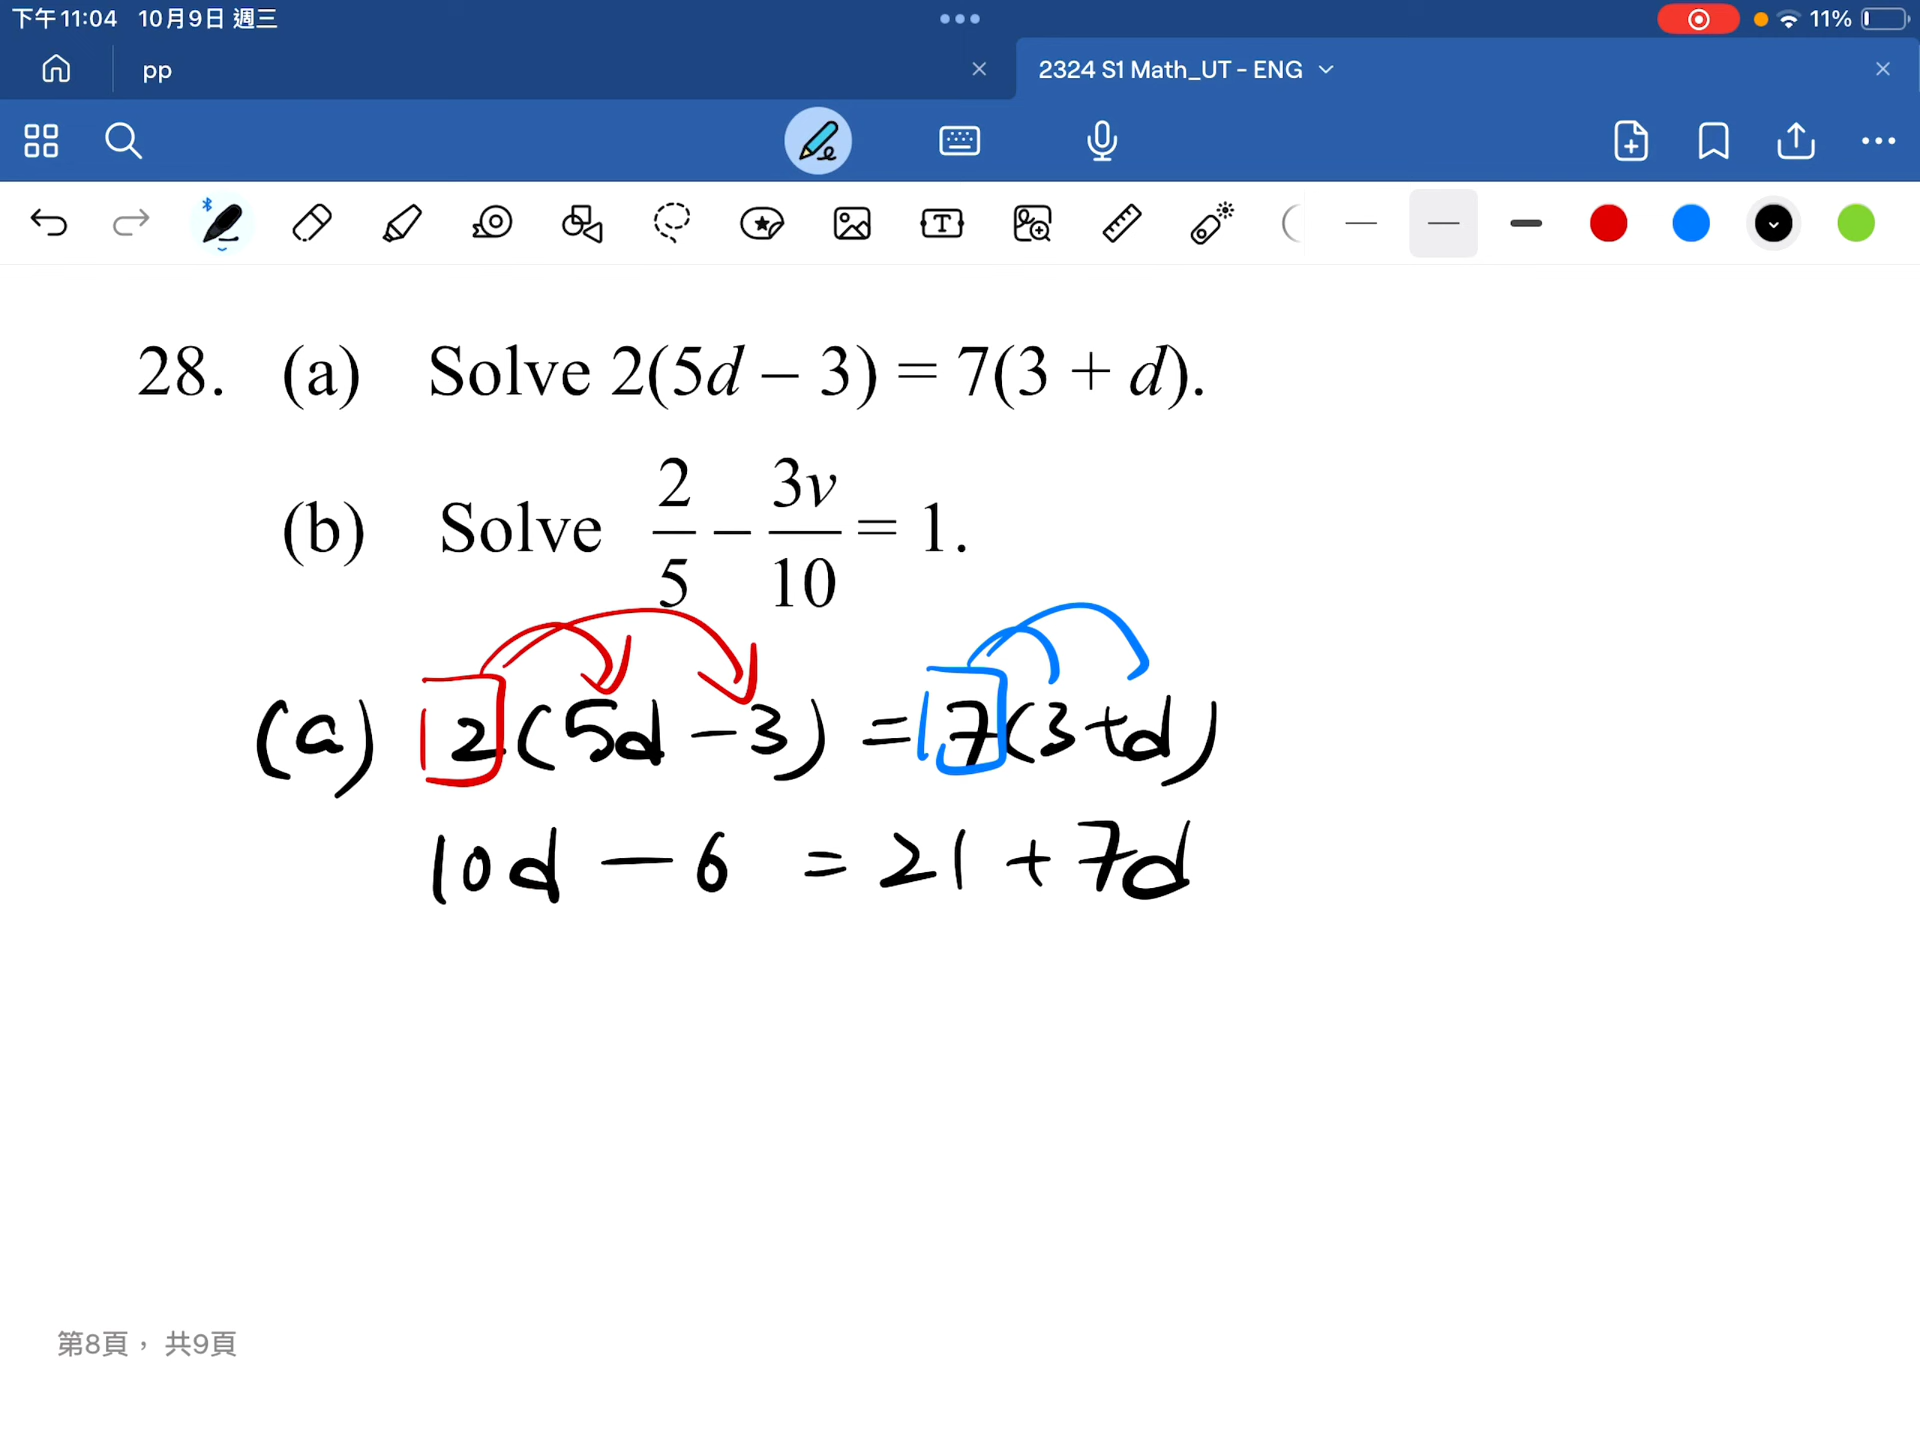 下午11:04 10月9日 週三 11%
pp 2324 S1 Math_UT - ENG
28. (a) Solve 2(5d – 3) = 7(3 + d).
(b) Solve 2/5 – 3v/10 = 1.
(a) 2(5d – 3) = 7(3+d)
10d – 6 = 21 + 7d
第8頁， 共9頁